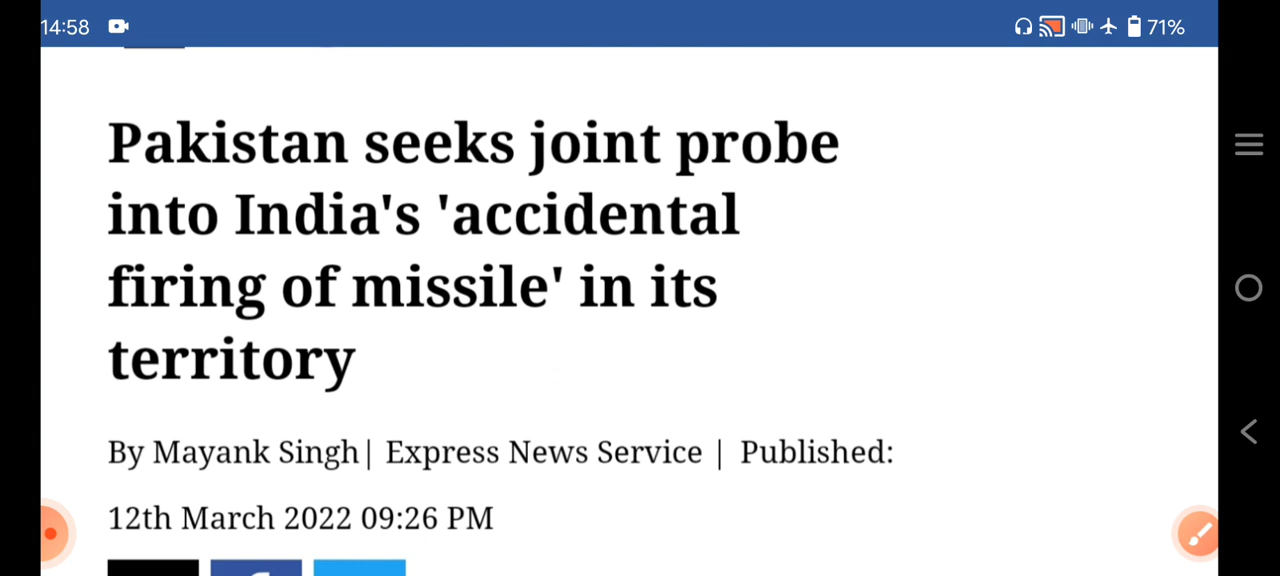 14:58
71%
Pakistan seeks joint probe
into India's 'accidental
firing of missile' in its
territory
By Mayank Singh| Express News Service | Published:
12th March 2022 09:26 PM